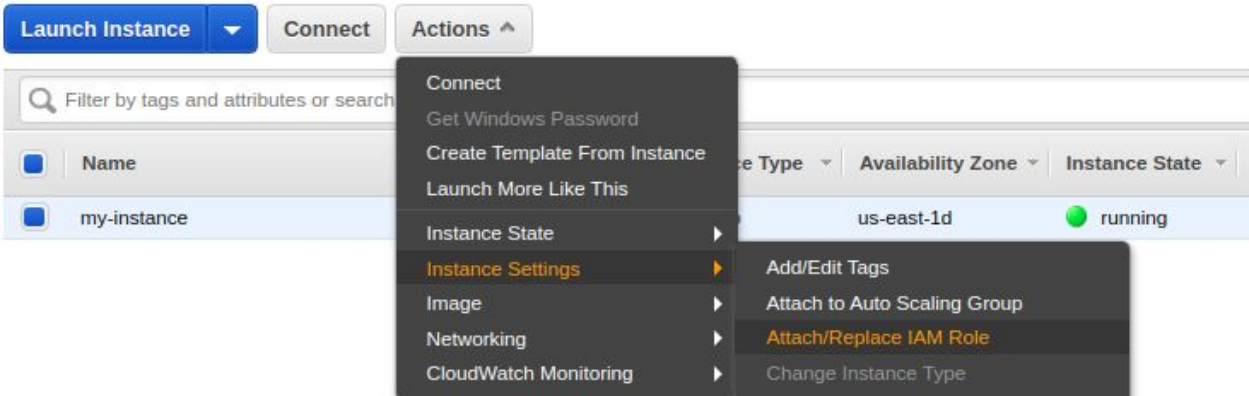 Launch Instance Connect Actions
Filter by tags and attributes or search
Name Type Availability Zone Instance State
my-instance us-east-1d running
Connect
Get Windows Password
Create Template From Instance
Launch More Like This
Instance State
Instance Settings
Image
Networking
CloudWatch Monitoring
Add/Edit Tags
Attach to Auto Scaling Group
Attach/Replace IAM Role
Change Instance Type